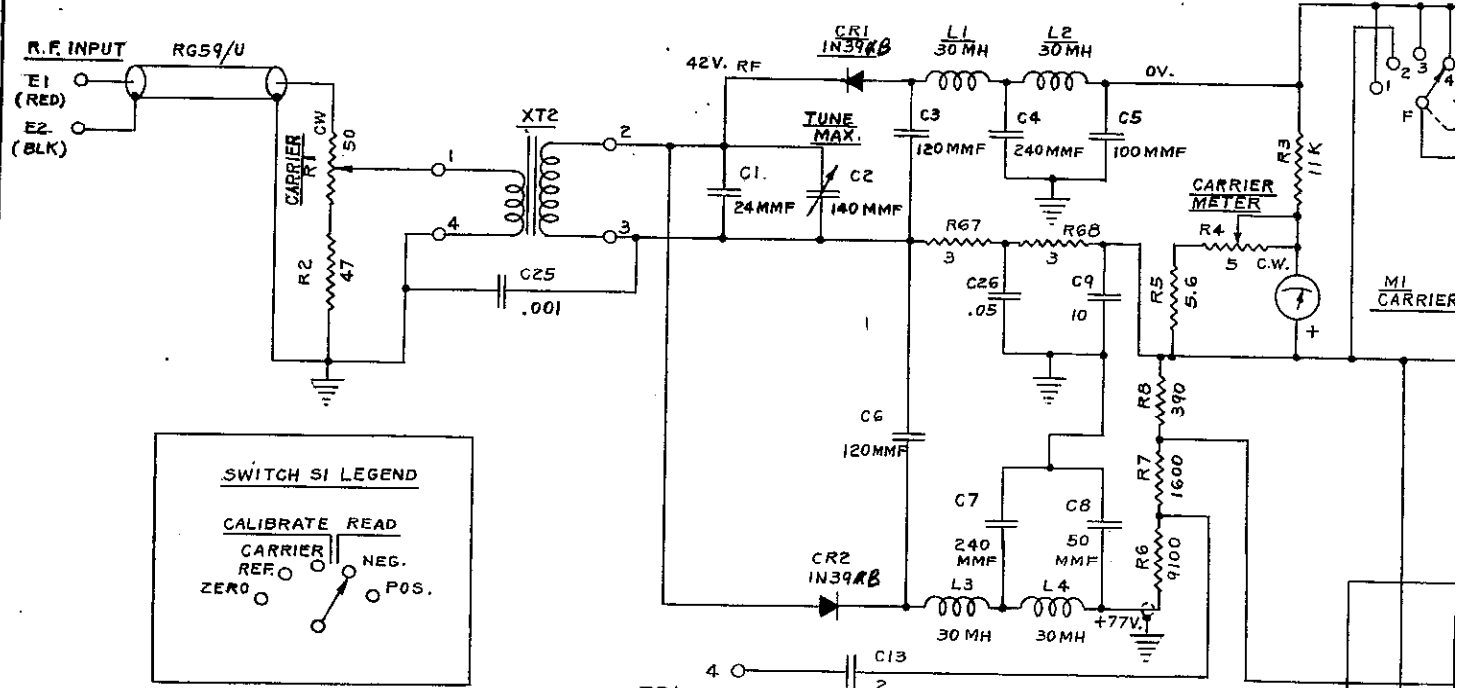 R.F. INPUT
RG59/U
E1
(RED)
E2
(BLK)
CW
50
CARRIER
R1
R2
47
1
4
XT2
2
3
C25
.001
42V. RF
CR1
1N39
L1
30 MH
L2
30 MH
0V.
TUNE
MAX.
C1.
24 MMF
C2
140 MMF
C3
120 MMF
C4
240 MMF
C5
100 MMF
R3
11 K
1
2
3
4
F
CARRIER
METER
R4
5
C.W.
R5
5.6
+
M1
CARRIER
R67
3
R68
3
C26
.05
C9
10
R8
390
R7
1600
R6
9100
C6
120 MMF
C7
240
MMF
C8
50
MMF
CR2
1N39
L3
30 MH
L4
30 MH
+77V.
4
C13
2
SWITCH S1 LEGEND
CALIBRATE READ
CARRIER
REF.
NEG.
ZERO
POS.